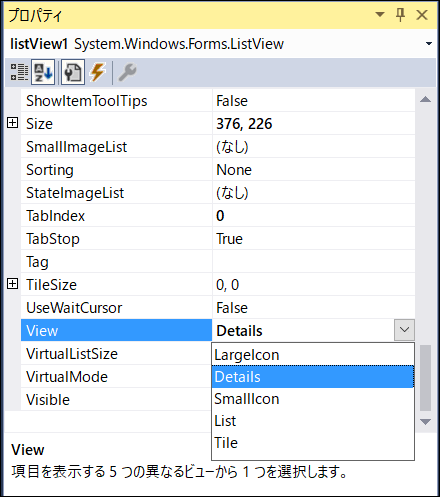 プロパティ
listView1 System.Windows.Forms.ListView
ShowItemToolTips False
Size 376, 226
SmallImageList (なし)
Sorting None
StateImageList (なし)
TabIndex 0
TabStop True
Tag
TileSize 0, 0
UseWaitCursor False
View Details
VirtualListSize LargeIcon
VirtualMode Details
Visible SmallIcon
List
Tile
View
項目を表示する 5 つの異なるビューから 1 つを選択します。